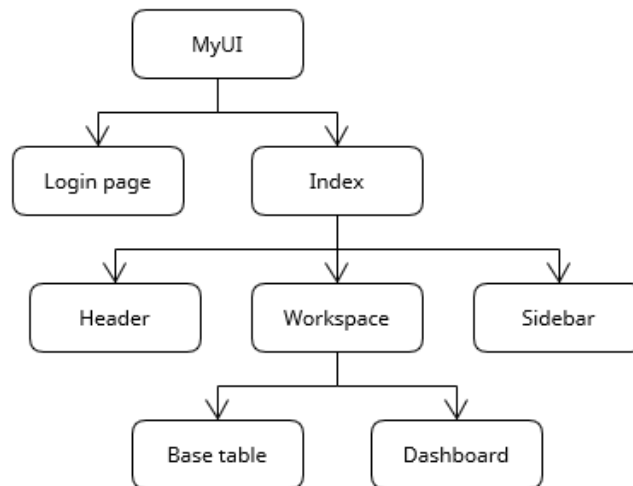 MyUI
Login page
Index
Header
Workspace
Sidebar
Base table
Dashboard